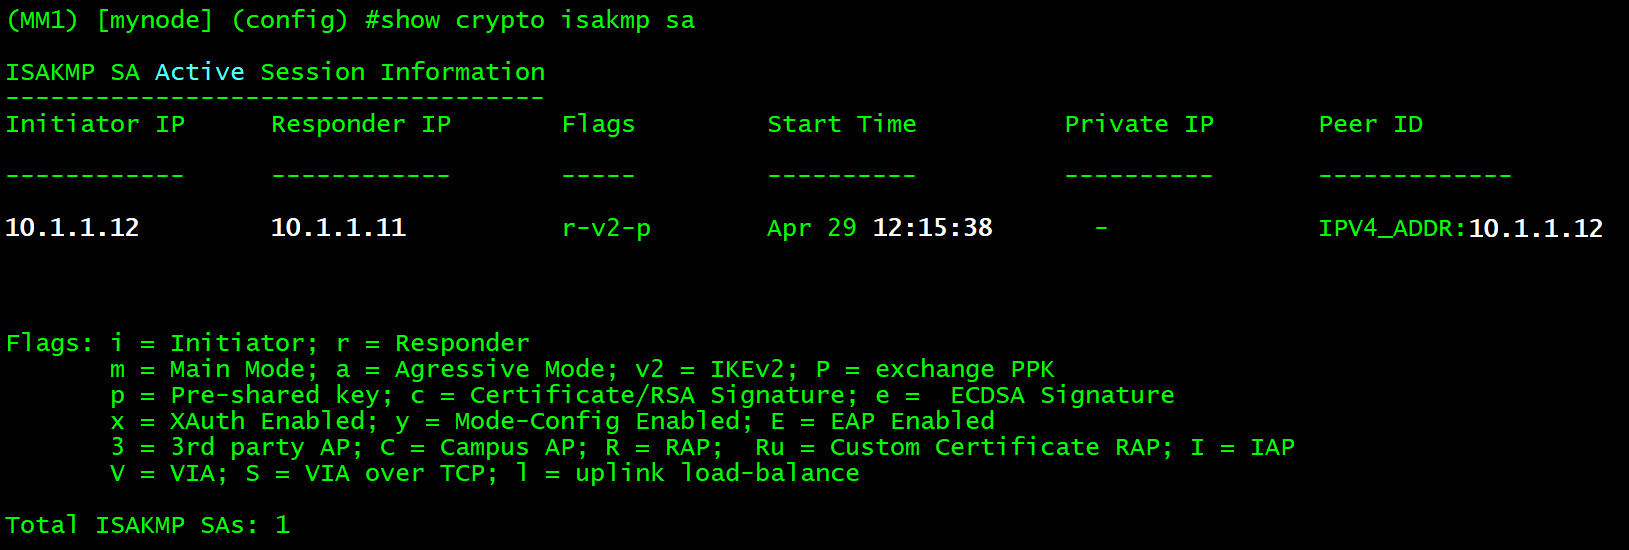 (MM1) [mynode] (config) #show crypto isakmp sa
ISAKMP SA Active Session Information
------------------------------------
Initiator IP Responder IP Flags Start Time Private IP Peer ID
------------ ------------ ----- ---------- ---------- -------------
10.1.1.12 10.1.1.11 r-v2-p Apr 29 12:15:38 - IPV4_ADDR:10.1.1.12
Flags: i = Initiator; r = Responder
m = Main Mode; a = Agressive Mode; v2 = IKEv2; P = exchange PPK
p = Pre-shared key; c = Certificate/RSA Signature; e =  ECDSA Signature
x = XAuth Enabled; y = Mode-Config Enabled; E = EAP Enabled
3 = 3rd party AP; C = Campus AP; R = RAP;  Ru = Custom Certificate RAP; I = IAP
V = VIA; S = VIA over TCP; l = uplink load-balance
Total ISAKMP SAs: 1